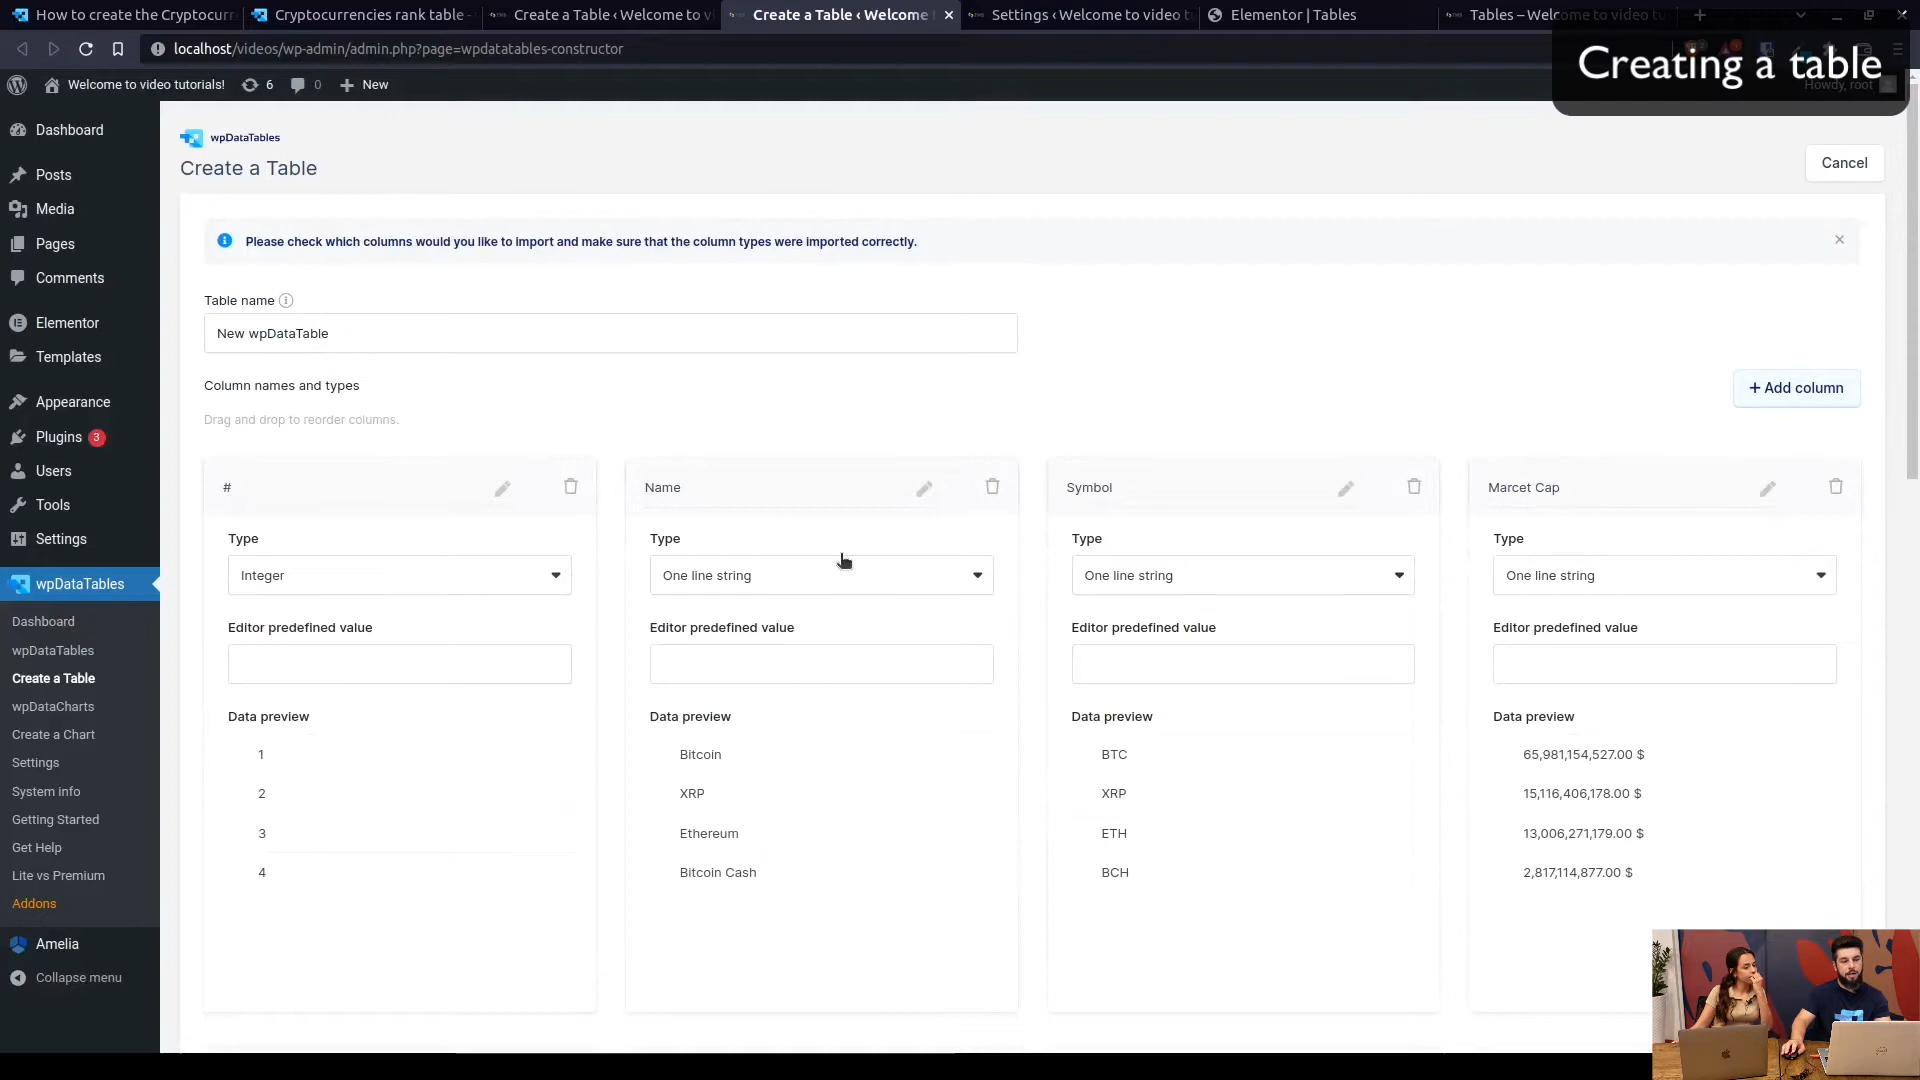 How to create the Cryptocurr
Cryptocurrencies rank table -
Create a Table ‹ Welcome to v
Create a Table ‹ Welcome
Settings ‹ Welcome to video t
Elementor | Tables
Tables – Welcome to video tu
localhost/videos/wp-admin/admin.php?page=wpdatatables-constructor
Creating a table
Welcome to video tutorials!
6
0
New
Howdy, root
Dashboard
Posts
Media
Pages
Comments
Elementor
Templates
Appearance
Plugins 3
Users
Tools
Settings
wpDataTables
Dashboard
wpDataTables
Create a Table
wpDataCharts
Create a Chart
Settings
System info
Getting Started
Get Help
Lite vs Premium
Addons
Amelia
Collapse menu
wpDataTables
Create a Table
Cancel
Please check which columns would you like to import and make sure that the column types were imported correctly.
Table name
New wpDataTable
Column names and types
+ Add column
Drag and drop to reorder columns.
#
Type
Integer
Editor predefined value
Data preview
1
2
3
4
Name
Type
One line string
Editor predefined value
Data preview
Bitcoin
XRP
Ethereum
Bitcoin Cash
Symbol
Type
One line string
Editor predefined value
Data preview
BTC
XRP
ETH
BCH
Marcet Cap
Type
One line string
Editor predefined value
Data preview
65,981,154,527.00 $
15,116,406,178.00 $
13,006,271,179.00 $
2,817,114,877.00 $